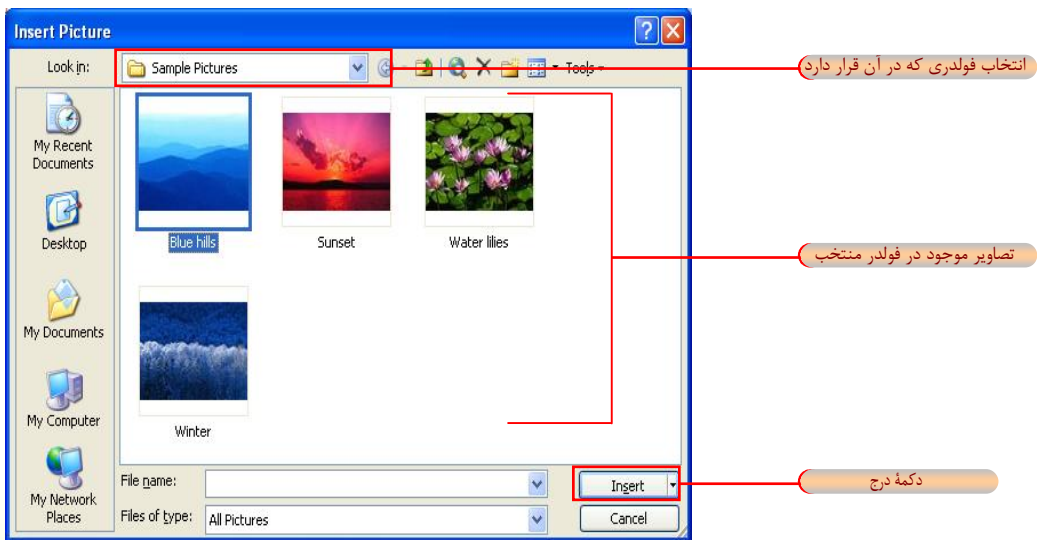 Insert Picture
Look in:
Sample Pictures
Tools
انتخاب فولدری که در آن قرار دارد
My Recent
Documents
Desktop
My Documents
My Computer
My Network
Places
Blue hills
Sunset
Water lilies
تصاویر موجود در فولدر منتخب
Winter
File name:
Insert
دکمهٔ درج
Files of type:
All Pictures
Cancel